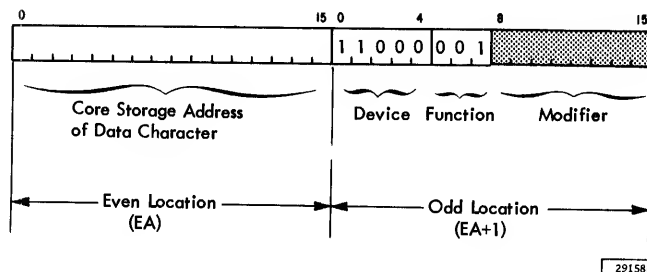 0 15 0 4 8 15
1 1 0 0 0 0 0 1
Core Storage Address
of Data Character
Device Function Modifier
Even Location
(EA)
Odd Location
(EA+1)
29158